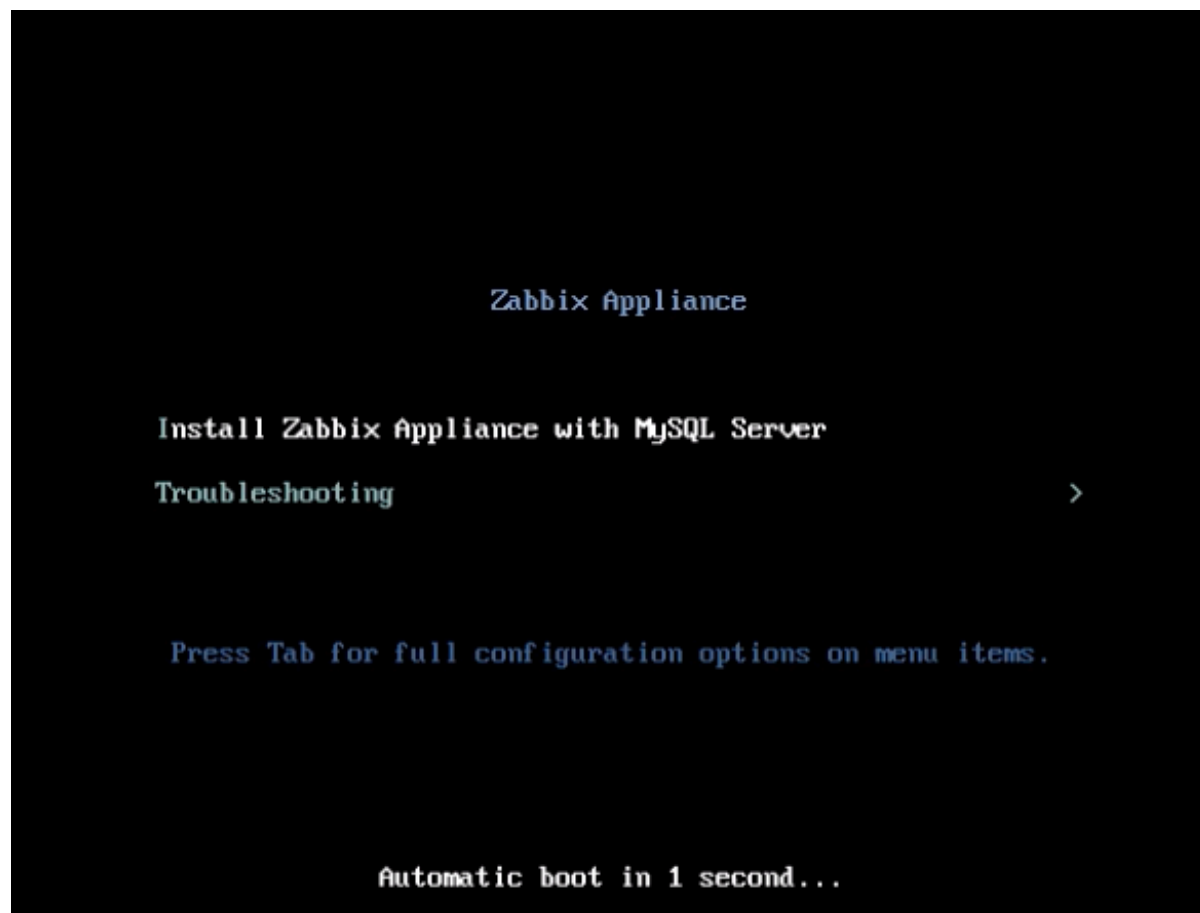 Zabbix Appliance
Install Zabbix Appliance with MySQL Server
Troubleshooting >
Press Tab for full configuration options on menu items.
Automatic boot in 1 second...